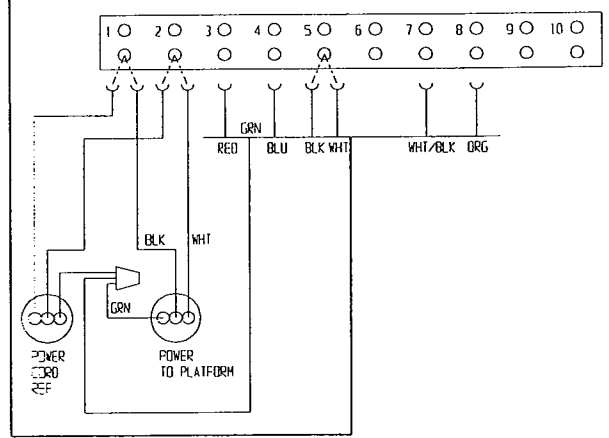 1 2 3 4 5 6 7 8 9 10
GRN
RED BLU BLK WHT WHT/BLK ORG
BLK WHT
GRN
POWER
CORD
REF
POWER
TO PLATFORM